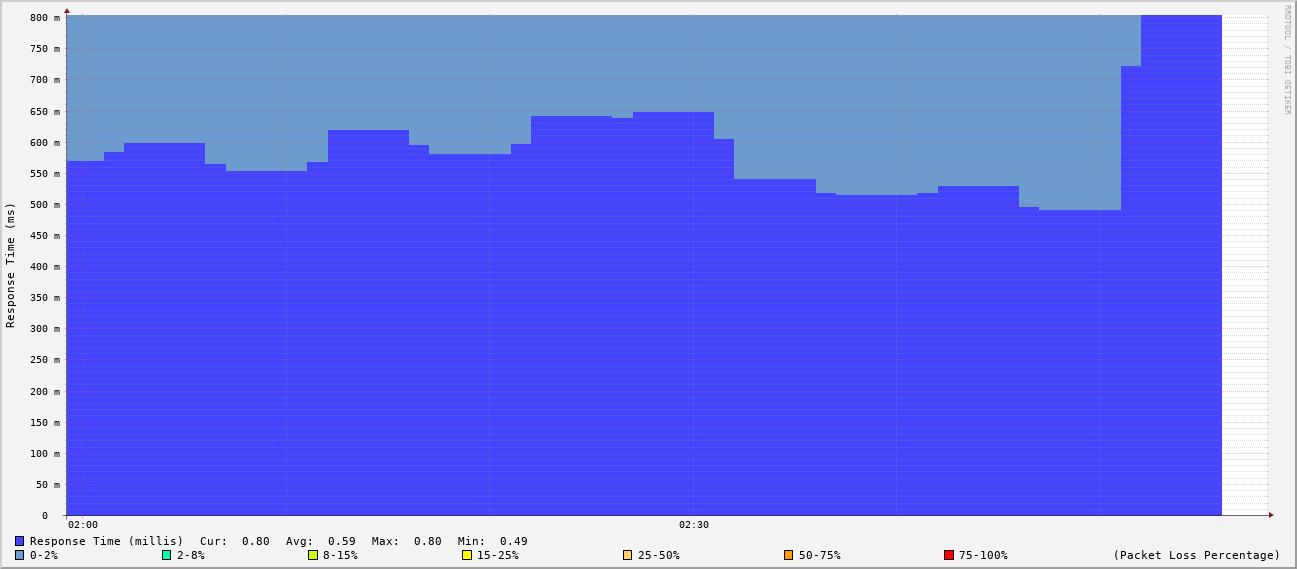 RRDTOOL / TOBI OETIKER
Response Time (ms)
800 m
750 m
700 m
650 m
600 m
550 m
500 m
450 m
400 m
350 m
300 m
250 m
200 m
150 m
100 m
50 m
0
02:00 02:30
Response Time (millis) Cur: 0.80 Avg: 0.59 Max: 0.80 Min: 0.49
0-2% 2-8% 8-15% 15-25% 25-50% 50-75% 75-100% (Packet Loss Percentage)